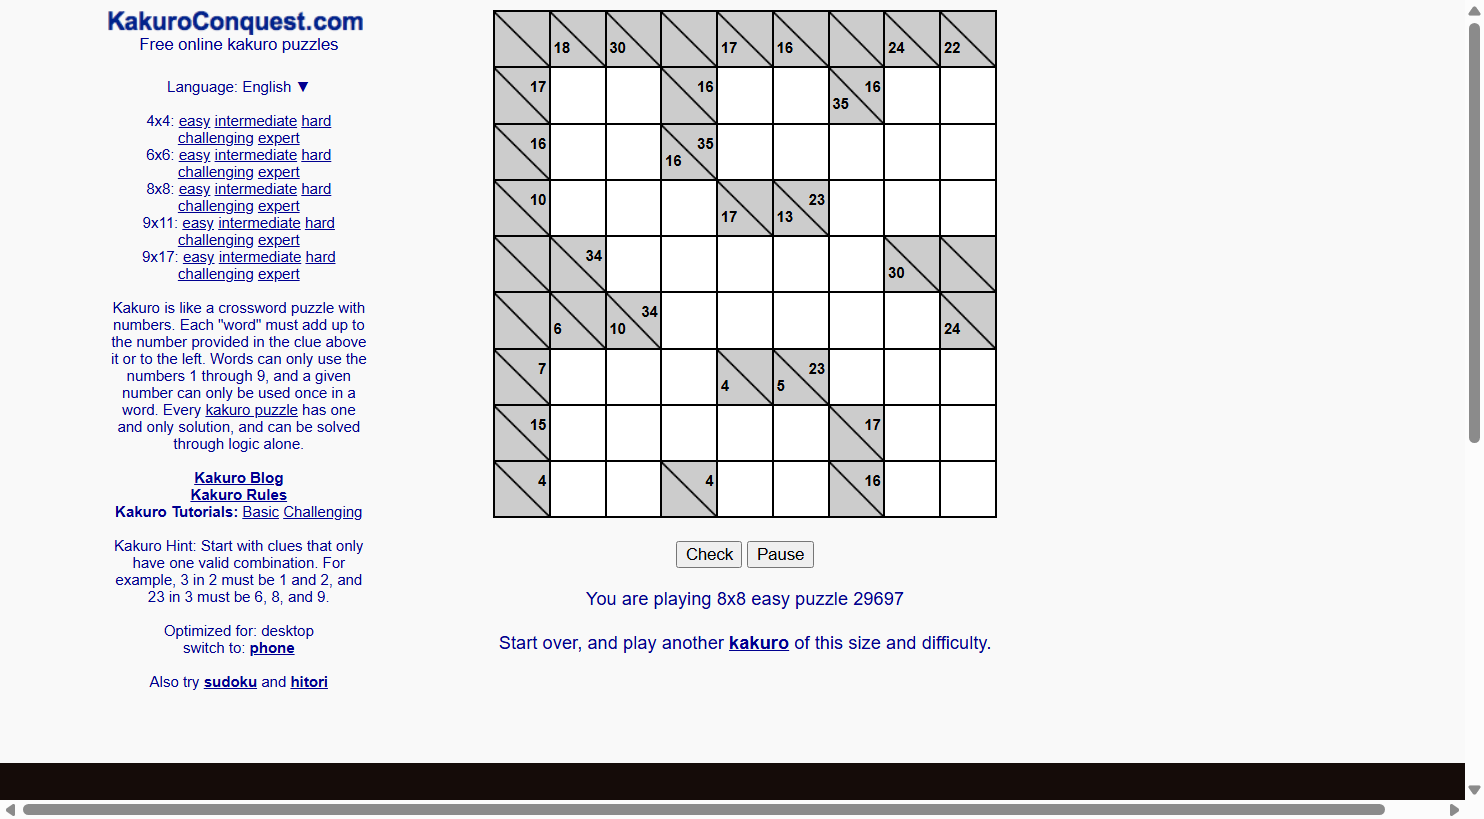 KakuroConquest.com
Free online kakuro puzzles
Language: English ▼
4x4: easy intermediate hard
challenging expert
6x6: easy intermediate hard
challenging expert
8x8: easy intermediate hard
challenging expert
9x11: easy intermediate hard
challenging expert
9x17: easy intermediate hard
challenging expert
Kakuro is like a crossword puzzle with
numbers. Each "word" must add up to
the number provided in the clue above
it or to the left. Words can only use the
numbers 1 through 9, and a given
number can only be used once in a
word. Every kakuro puzzle has one
and only solution, and can be solved
through logic alone.
Kakuro Blog
Kakuro Rules
Kakuro Tutorials: Basic Challenging
Kakuro Hint: Start with clues that only
have one valid combination. For
example, 3 in 2 must be 1 and 2, and
23 in 3 must be 6, 8, and 9.
Optimized for: desktop
switch to: phone
Also try sudoku and hitori
18 30 17 16 24 22
17 16 35 16
16 16 35
10 17 13 23
34 30
6 10 34 24
7 4 5 23
15 17
4 4 16
Check Pause
You are playing 8x8 easy puzzle 29697
Start over, and play another kakuro of this size and difficulty.